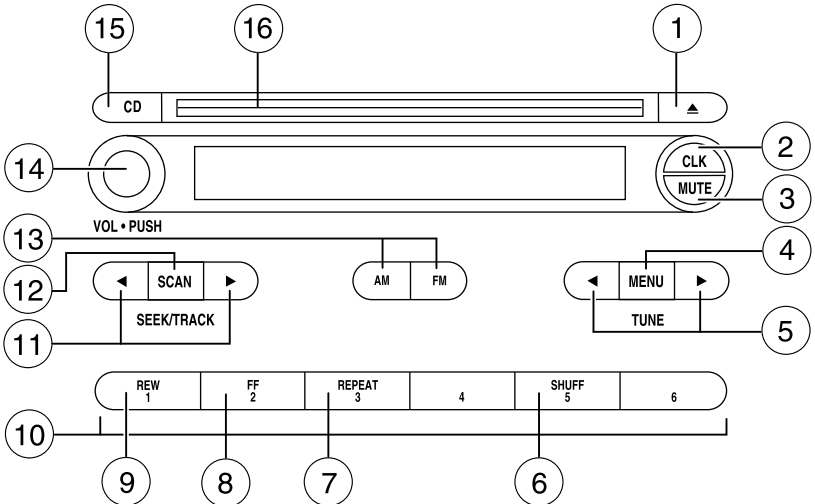 15
16
1
CD
14
CLK
2
MUTE
3
VOL • PUSH
13
4
12
SCAN
AM
FM
MENU
11
SEEK/TRACK
TUNE
5
REW
1
FF
2
REPEAT
3
4
SHUFF
5
6
10
9
8
7
6